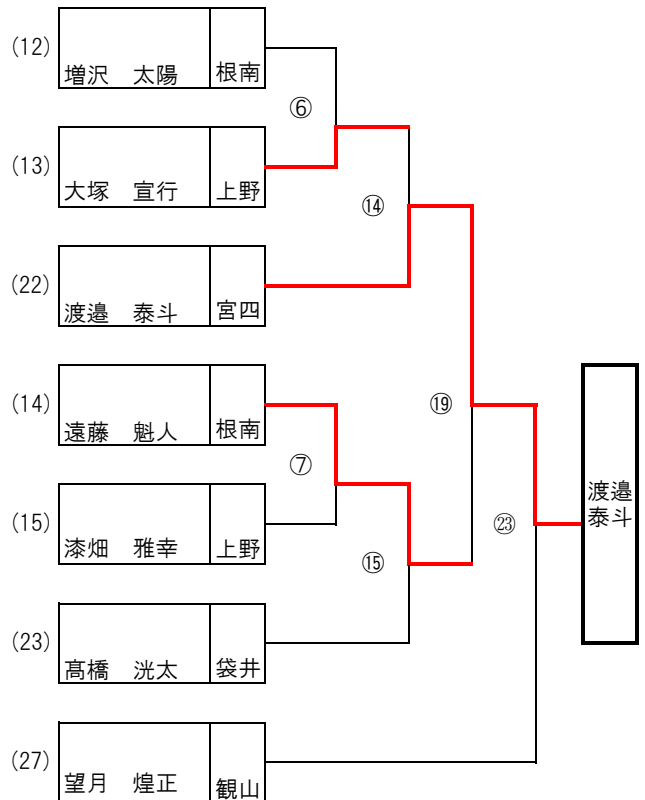 (12) 増沢 太陽 根南
⑥
(13) 大塚 宣行 上野
⑭
(22) 渡邉 泰斗 宮四
(14) 遠藤 魁人 根南
⑲
⑦
(15) 漆畑 雅幸 上野
㉓
渡邉
泰斗
⑮
(23) 髙橋 洸太 袋井
(27) 望月 煌正 観山